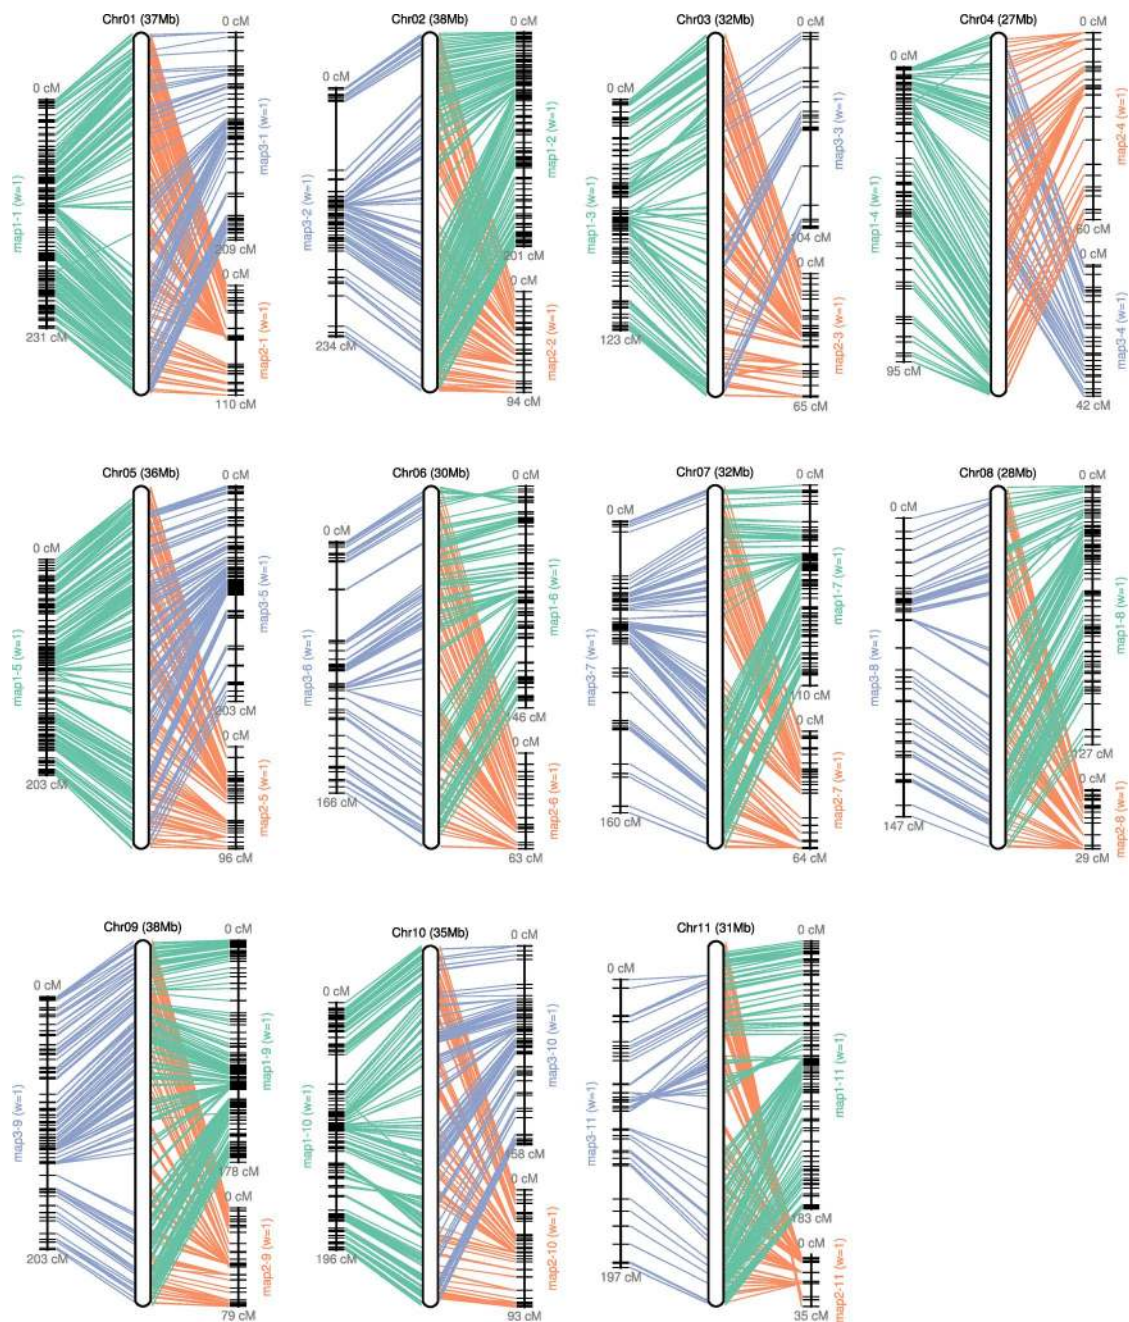 Chr01 (37Mb)
0 cM
0 cM
map1-1 (w=1)
231 cM
map3-1 (w=1)
209 cM
0 cM
map2-1 (w=1)
110 cM
Chr02 (38Mb)
0 cM
0 cM
map3-2 (w=1)
234 cM
map1-2 (w=1)
201 cM
0 cM
map2-2 (w=1)
94 cM
Chr03 (32Mb)
0 cM
0 cM
map1-3 (w=1)
123 cM
map3-3 (w=1)
104 cM
0 cM
map2-3 (w=1)
65 cM
Chr04 (27Mb)
0 cM
0 cM
map1-4 (w=1)
95 cM
map2-4 (w=1)
60 cM
0 cM
map3-4 (w=1)
42 cM
Chr05 (36Mb)
0 cM
0 cM
map1-5 (w=1)
203 cM
map3-5 (w=1)
203 cM
0 cM
map2-5 (w=1)
96 cM
Chr06 (30Mb)
0 cM
0 cM
map3-6 (w=1)
166 cM
map1-6 (w=1)
146 cM
0 cM
map2-6 (w=1)
63 cM
Chr07 (32Mb)
0 cM
0 cM
map3-7 (w=1)
160 cM
map1-7 (w=1)
110 cM
0 cM
map2-7 (w=1)
64 cM
Chr08 (28Mb)
0 cM
0 cM
map3-8 (w=1)
147 cM
map1-8 (w=1)
127 cM
0 cM
map2-8 (w=1)
29 cM
Chr09 (38Mb)
0 cM
0 cM
map3-9 (w=1)
203 cM
map1-9 (w=1)
178 cM
0 cM
map2-9 (w=1)
79 cM
Chr10 (35Mb)
0 cM
0 cM
map1-10 (w=1)
196 cM
map3-10 (w=1)
158 cM
0 cM
map2-10 (w=1)
93 cM
Chr11 (31Mb)
0 cM
0 cM
map3-11 (w=1)
197 cM
map1-11 (w=1)
183 cM
0 cM
map2-11 (w=1)
35 cM